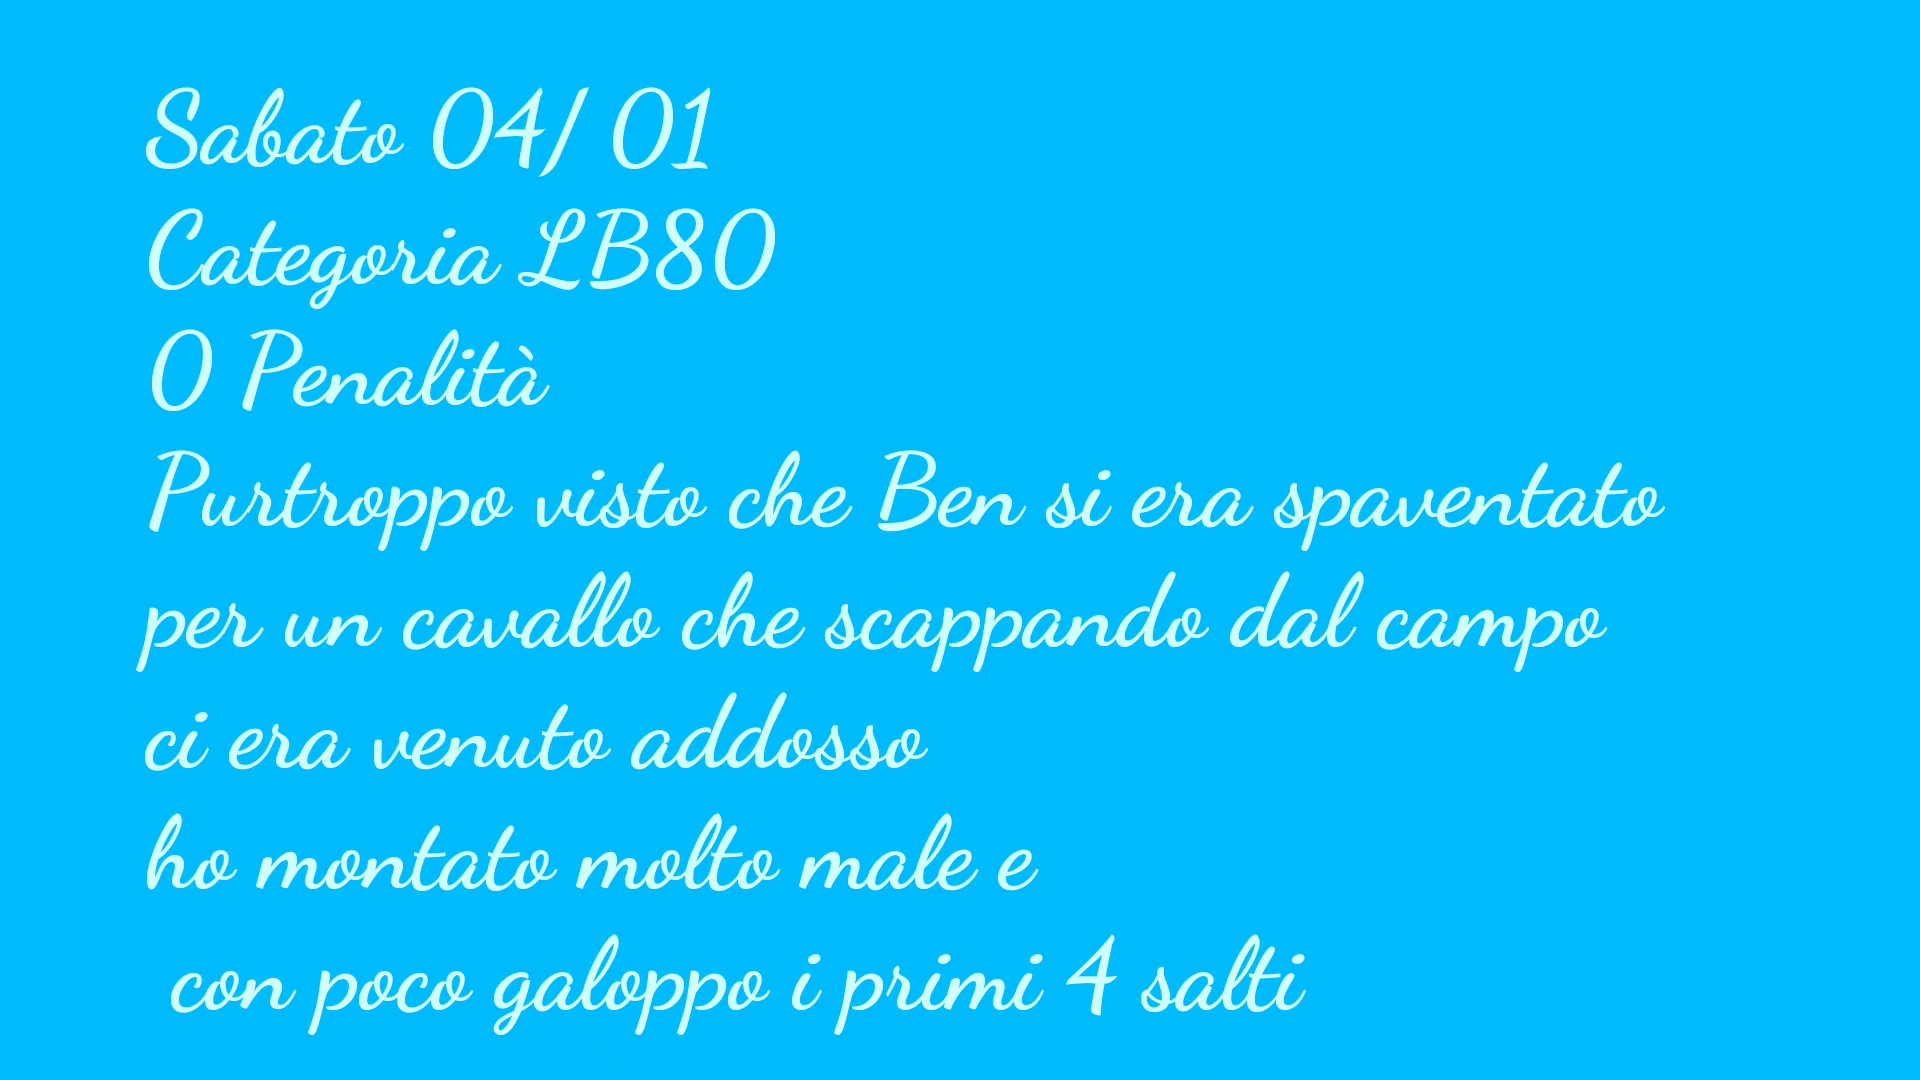 Sabato 04/ 01
Categoria LB80
0 Penalità
Purtroppo visto che Ben si era spaventato
per un cavallo che scappando dal campo
ci era venuto addosso
ho montato molto male e
con poco galoppo i primi 4 salti